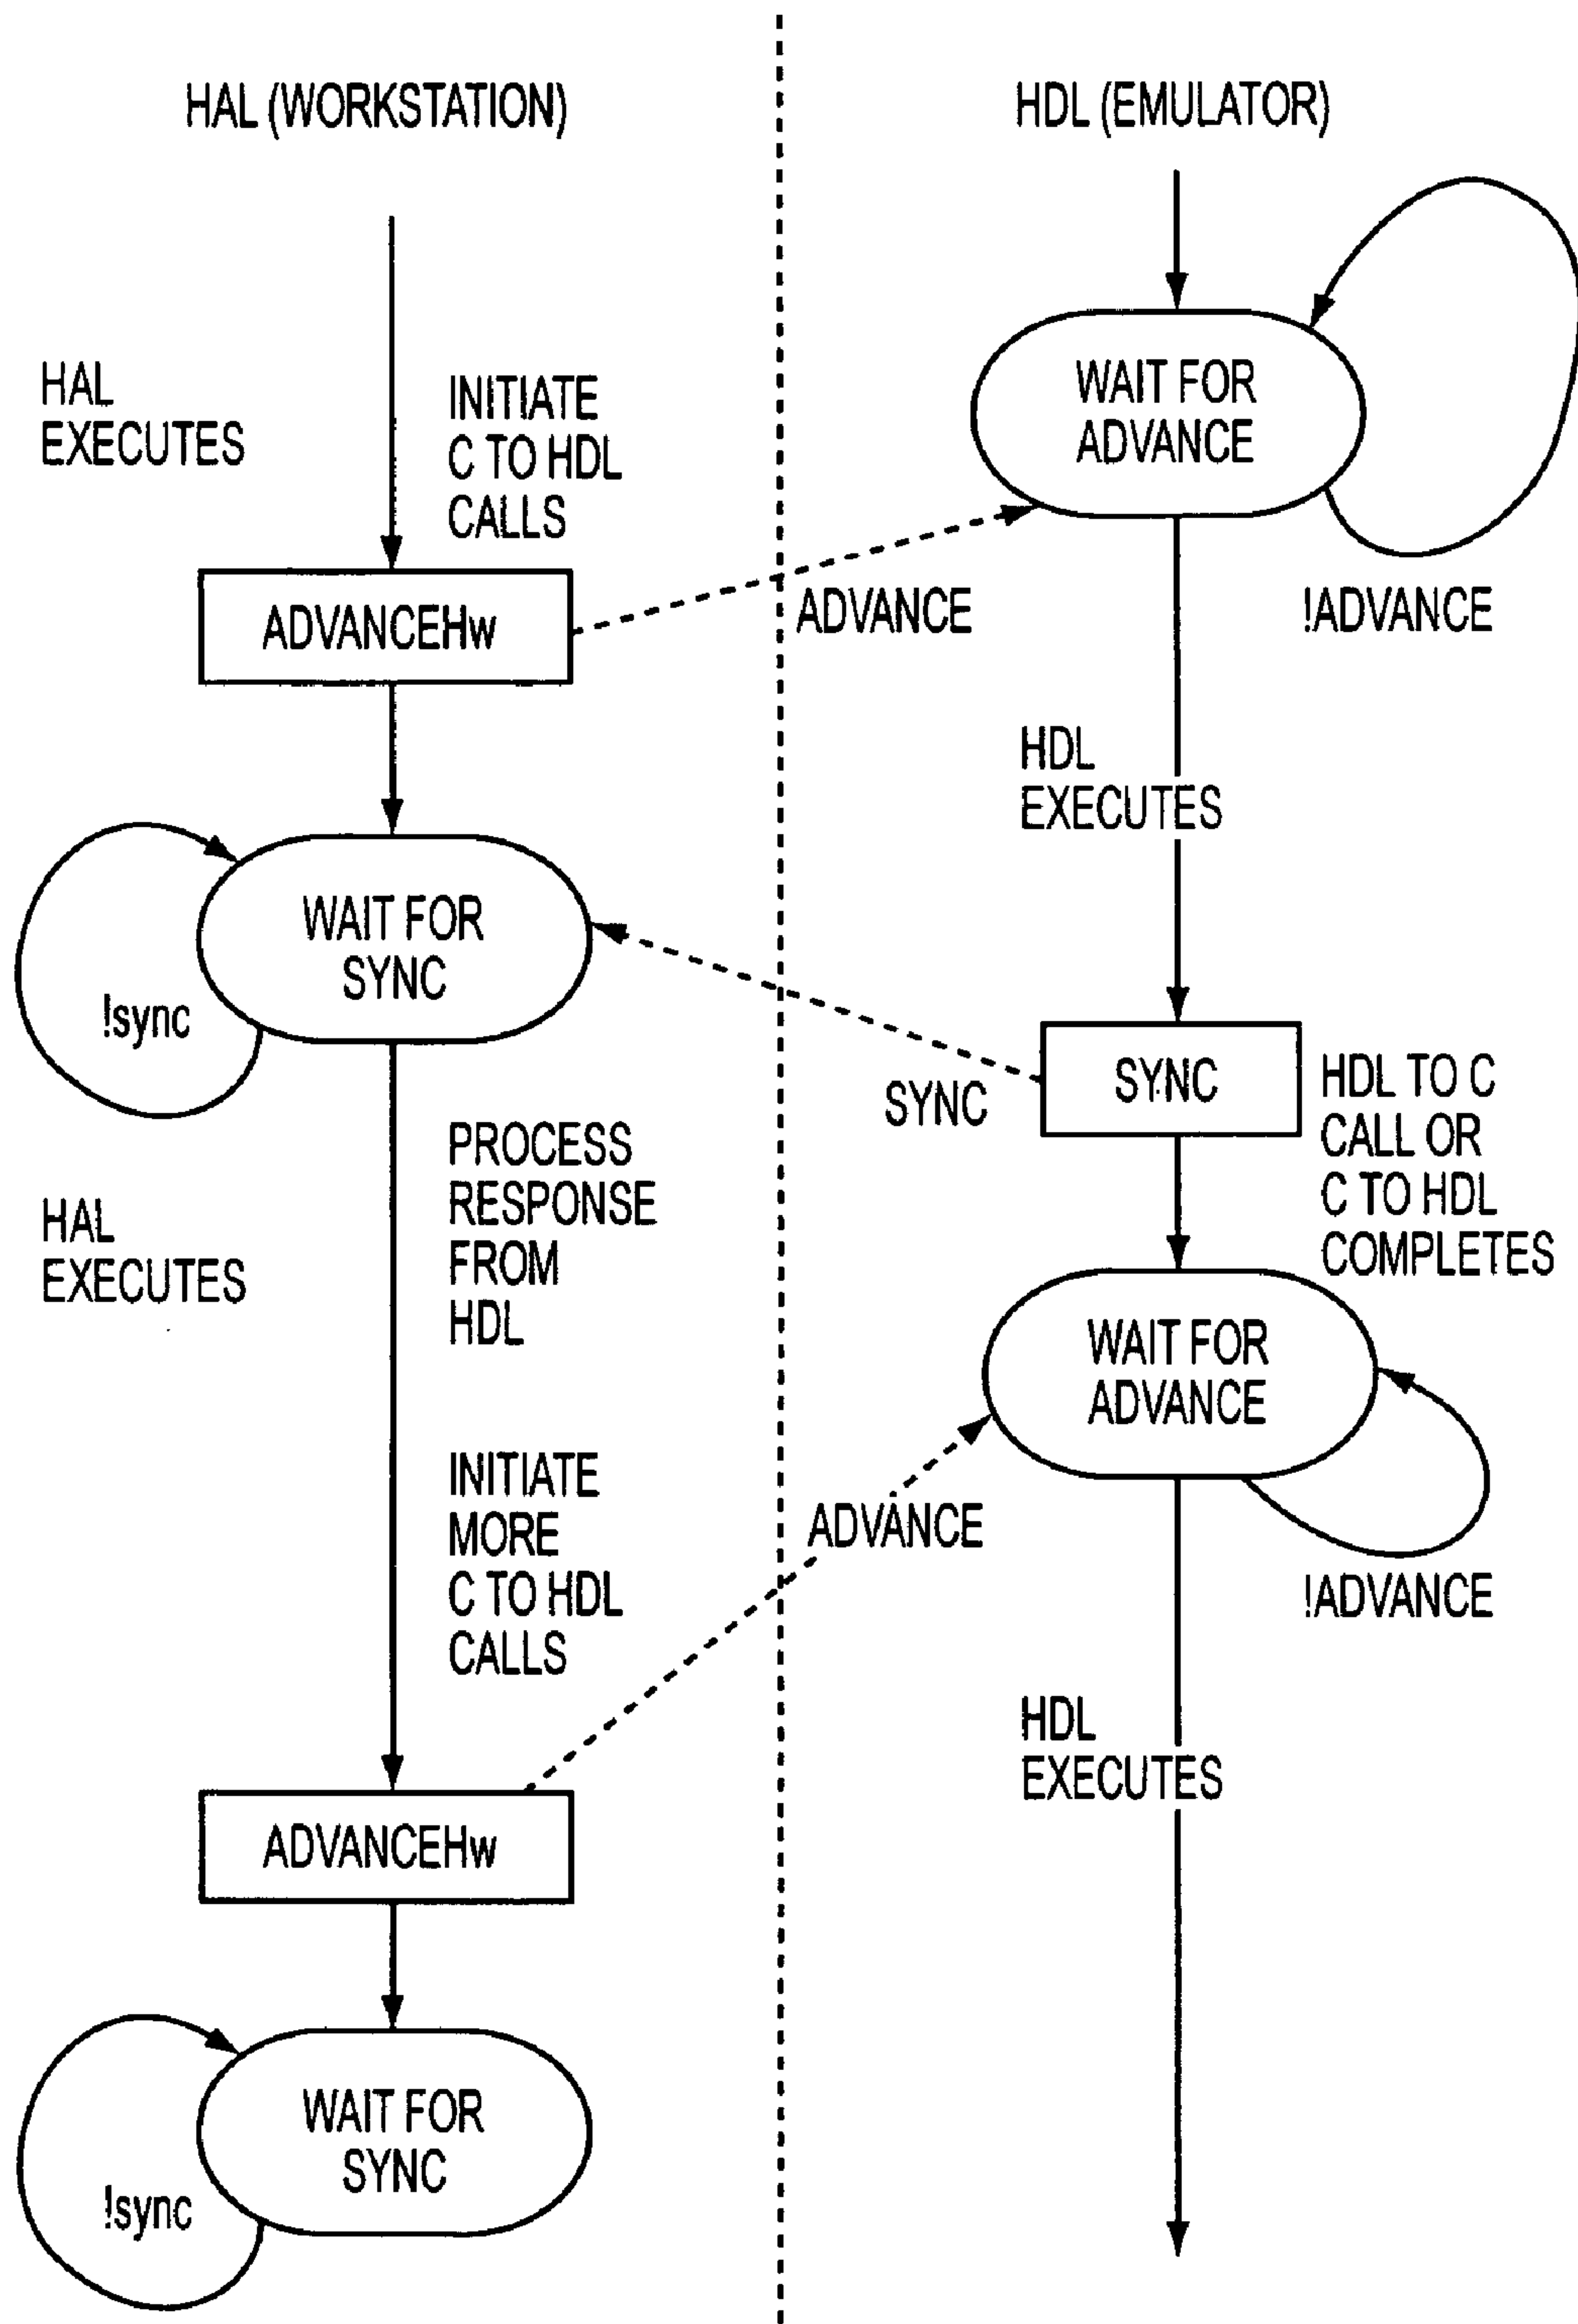 HAL (WORKSTATION)
HDL (EMULATOR)
HAL
EXECUTES
INITIATE
C TO HDL
CALLS
WAIT FOR
ADVANCE
ADVANCEHw
ADVANCE
!ADVANCE
HDL
EXECUTES
WAIT FOR
SYNC
!sync
SYNC
SYNC
HDL TO C
CALL OR
C TO HDL
COMPLETES
HAL
EXECUTES
PROCESS
RESPONSE
FROM
HDL
WAIT FOR
ADVANCE
INITIATE
MORE
C TO HDL
CALLS
ADVANCE
!ADVANCE
HDL
EXECUTES
ADVANCEHw
WAIT FOR
SYNC
!sync